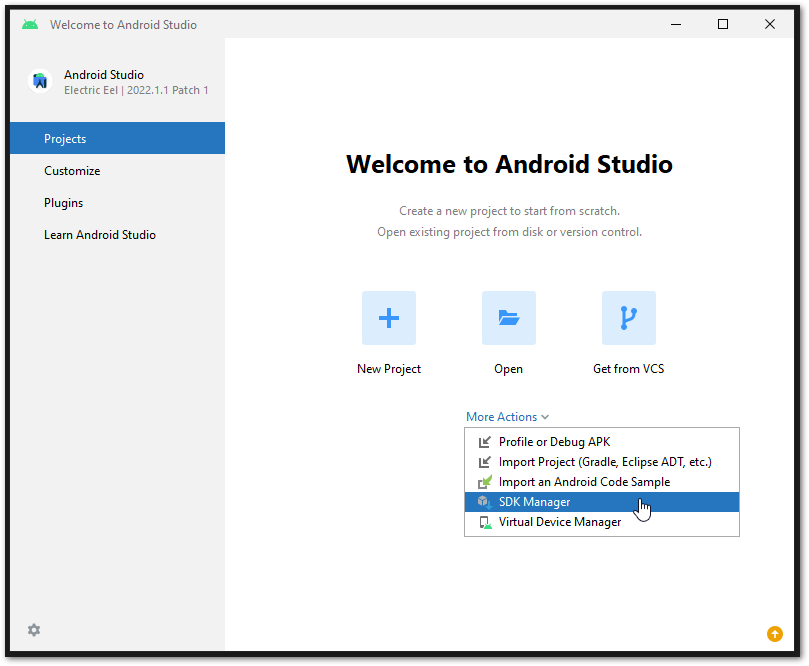 Welcome to Android Studio
Android Studio
Electric Eel | 2022.1.1 Patch 1
Projects
Customize
Plugins
Learn Android Studio
Welcome to Android Studio
Create a new project to start from scratch.
Open existing project from disk or version control.
New Project
Open
Get from VCS
More Actions
Profile or Debug APK
Import Project (Gradle, Eclipse ADT, etc.)
Import an Android Code Sample
SDK Manager
Virtual Device Manager